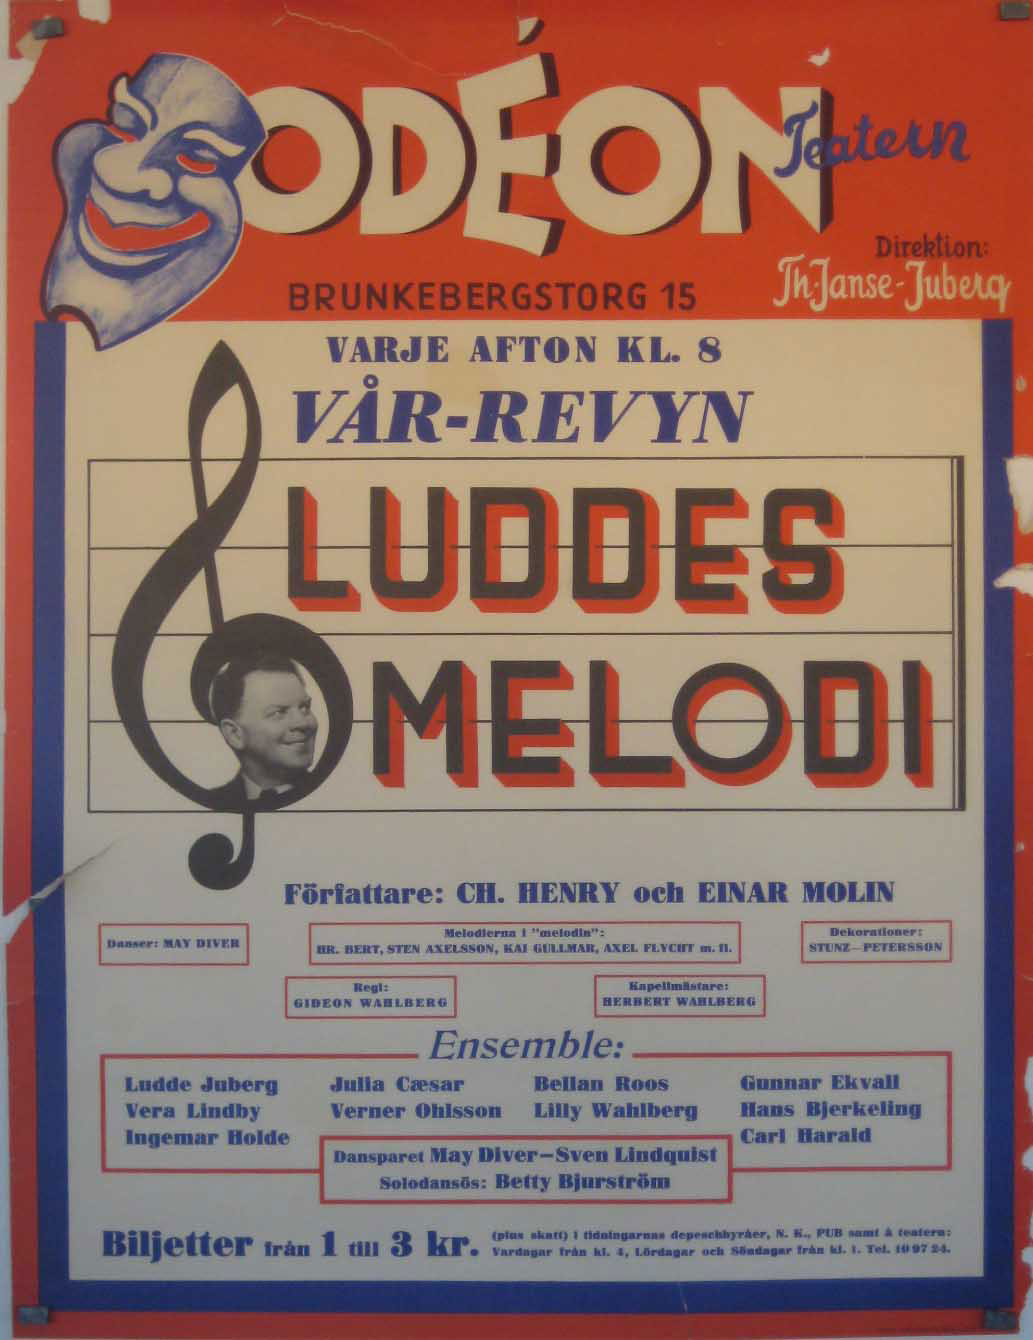 ODÉON Teatern
Direktion:
Th. Janse-Juberg
BRUNKEBERGSTORG 15
VARJE AFTON KL. 8
VÅR-REVYN
LUDDES
MELODI
Författare: CH. HENRY och EINAR MOLIN
Danser: MAY DIVER
Melodierna i "melodin":
HR. BERT, STEN AXELSSON, KAI GULLMAR, AXEL FLYCHT m. fl.
Dekorationer:
STUNZ—PETERSSON
Regi:
GIDEON WAHLBERG
Kapellmästare:
HERBERT WAHLBERG
Ensemble:
Ludde Juberg Julia Cæsar Bellan Roos Gunnar Ekvall
Vera Lindby Verner Ohlsson Lilly Wahlberg Hans Bjerkeling
Ingemar Holde Carl Harald
Dansparet May Diver—Sven Lindquist
Solodansös: Betty Bjurström
Biljetter från 1 till 3 kr.
(plus skatt) i tidningarnas depeschbyråer, N. K., PUB samt å teatern:
Vardagar från kl. 4, Lördagar och Söndagar från kl. 1. Tel. 10 97 24.